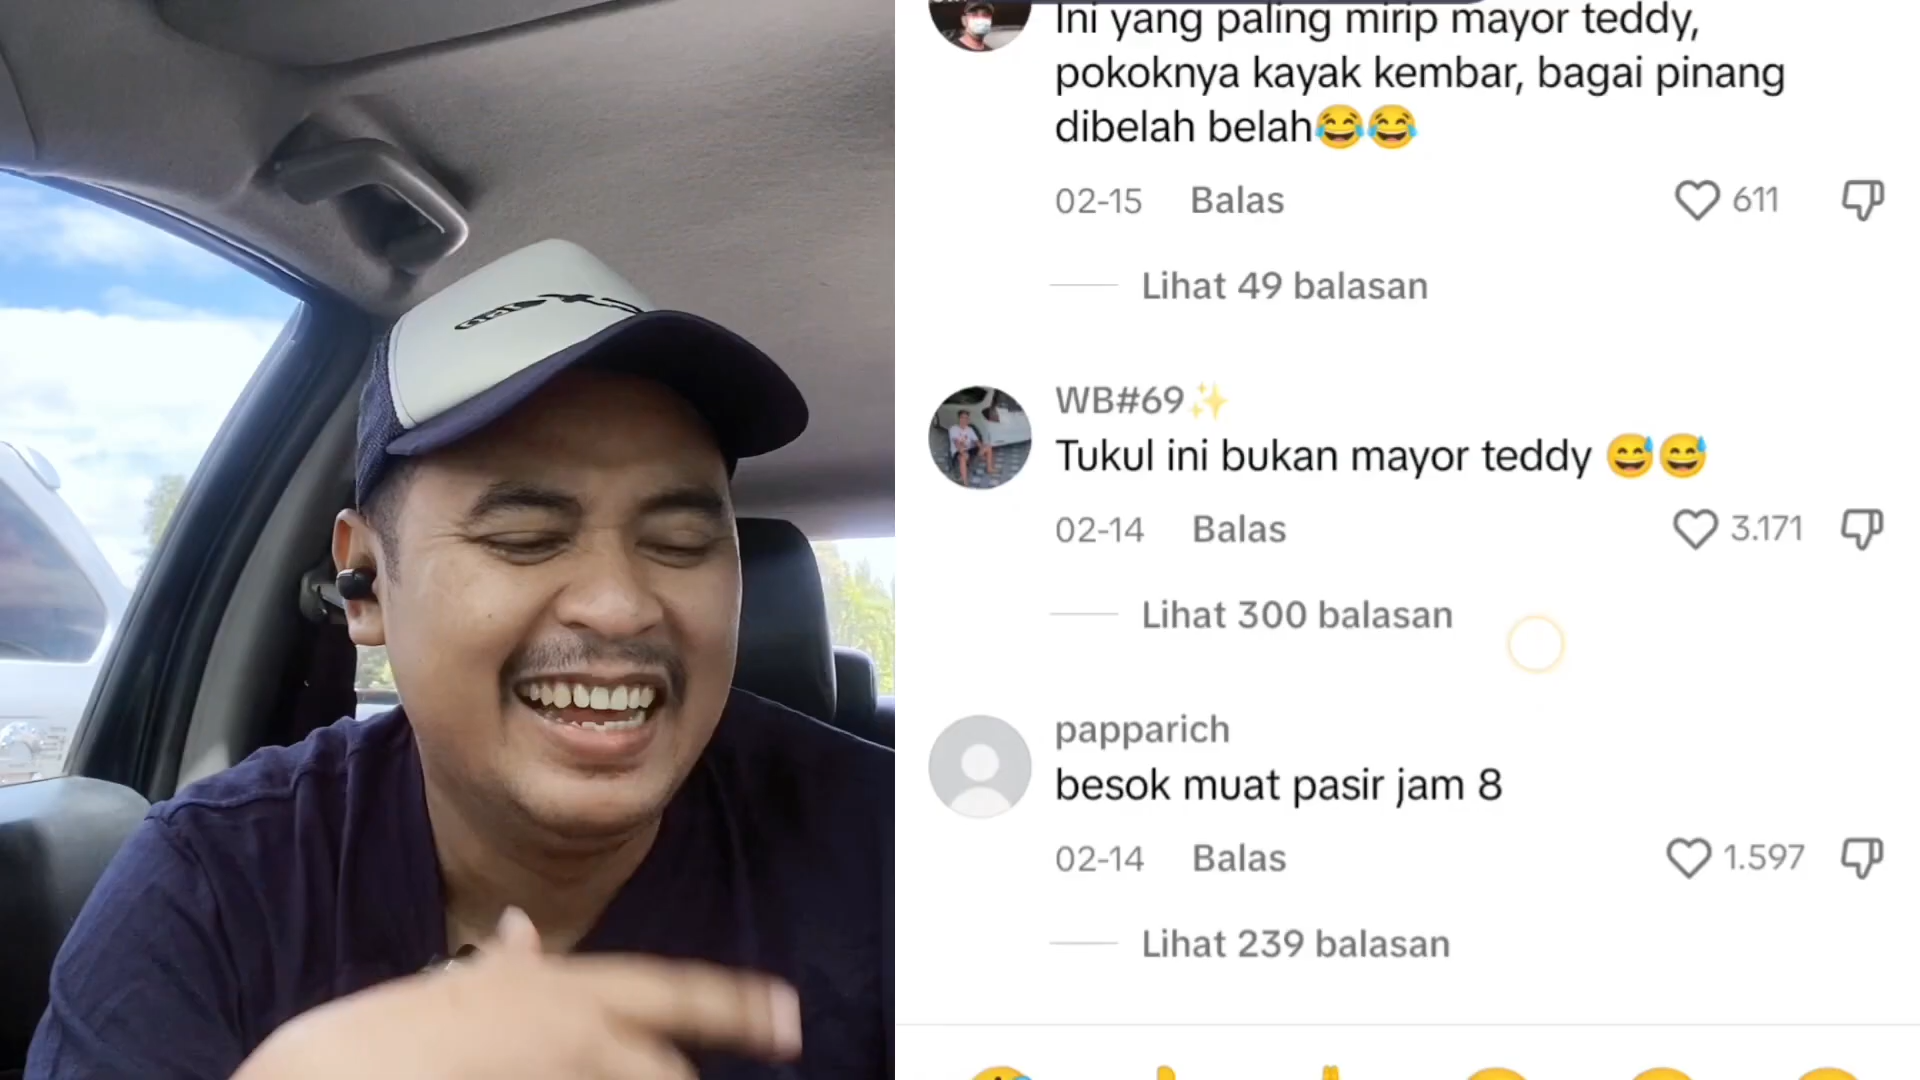 Ini yang paling mirip mayor teddy,
pokoknya kayak kembar, bagai pinang
dibelah belah😂😂
02-15 Balas 611
Lihat 49 balasan
WB#69✨
Tukul ini bukan mayor teddy 😅😅
02-14 Balas 3.171
Lihat 300 balasan
papparich
besok muat pasir jam 8
02-14 Balas 1.597
Lihat 239 balasan